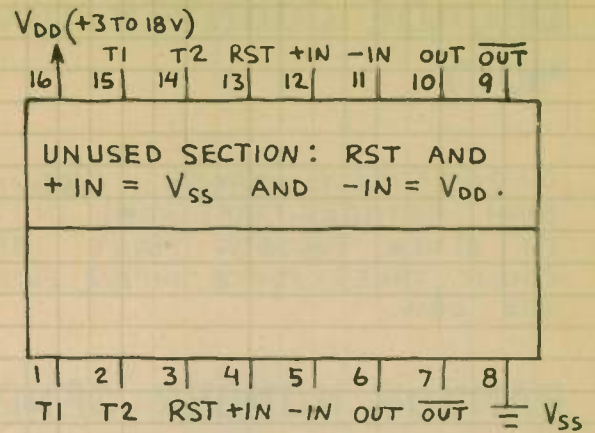 VDD (+3 TO 18V)
T1 T2 RST +IN -IN OUT O̅U̅T̅
16 15 14 13 12 11 10 9
UNUSED SECTION: RST AND
+IN = VSS AND -IN = VDD.
1 2 3 4 5 6 7 8
T1 T2 RST +IN -IN OUT O̅U̅T̅ VSS